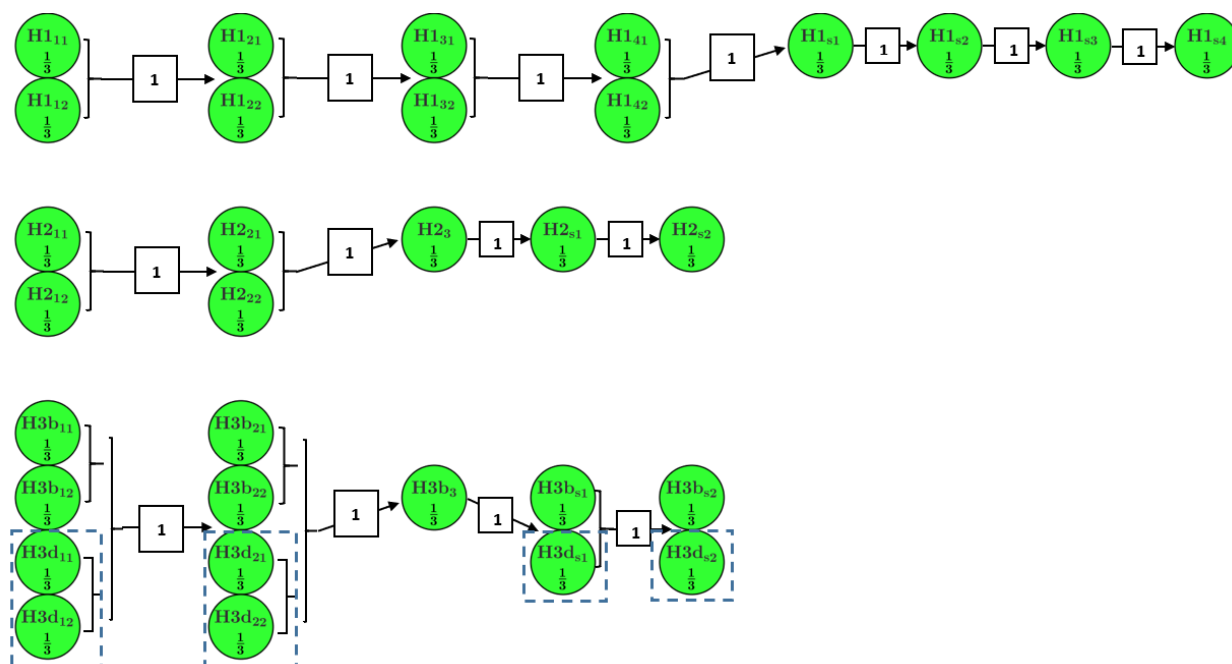 H1₁₁ H1₂₁ H1₃₁ H1₄₁
1/3 1/3 1/3 1/3
H1ₛ₁ H1ₛ₂ H1ₛ₃ H1ₛ₄
1/3 1/3 1/3 1/3
1 1 1 1 1 1 1
H1₁₂ H1₂₂ H1₃₂ H1₄₂
1/3 1/3 1/3 1/3
H2₁₁ H2₂₁ H2₃ H2ₛ₁ H2ₛ₂
1/3 1/3 1/3 1/3 1/3
1 1 1 1
H2₁₂ H2₂₂
1/3 1/3
H3b₁₁ H3b₂₁
1/3 1/3
H3b₁₂ H3b₂₂ H3b₃ H3bₛ₁ H3bₛ₂
1/3 1/3 1/3 1/3 1/3
1 1 1 1
H3d₁₁ H3d₂₁ H3dₛ₁ H3dₛ₂
1/3 1/3 1/3 1/3
H3d₁₂ H3d₂₂
1/3 1/3